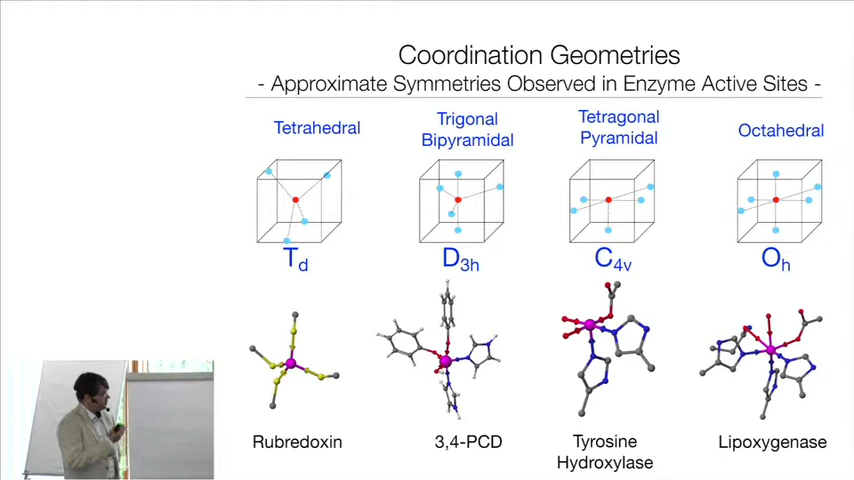 Coordination Geometries
- Approximate Symmetries Observed in Enzyme Active Sites -
Tetrahedral
Trigonal
Bipyramidal
Tetragonal
Pyramidal
Octahedral
Td
D3h
C4v
Oh
Rubredoxin
3,4-PCD
Tyrosine
Hydroxylase
Lipoxygenase